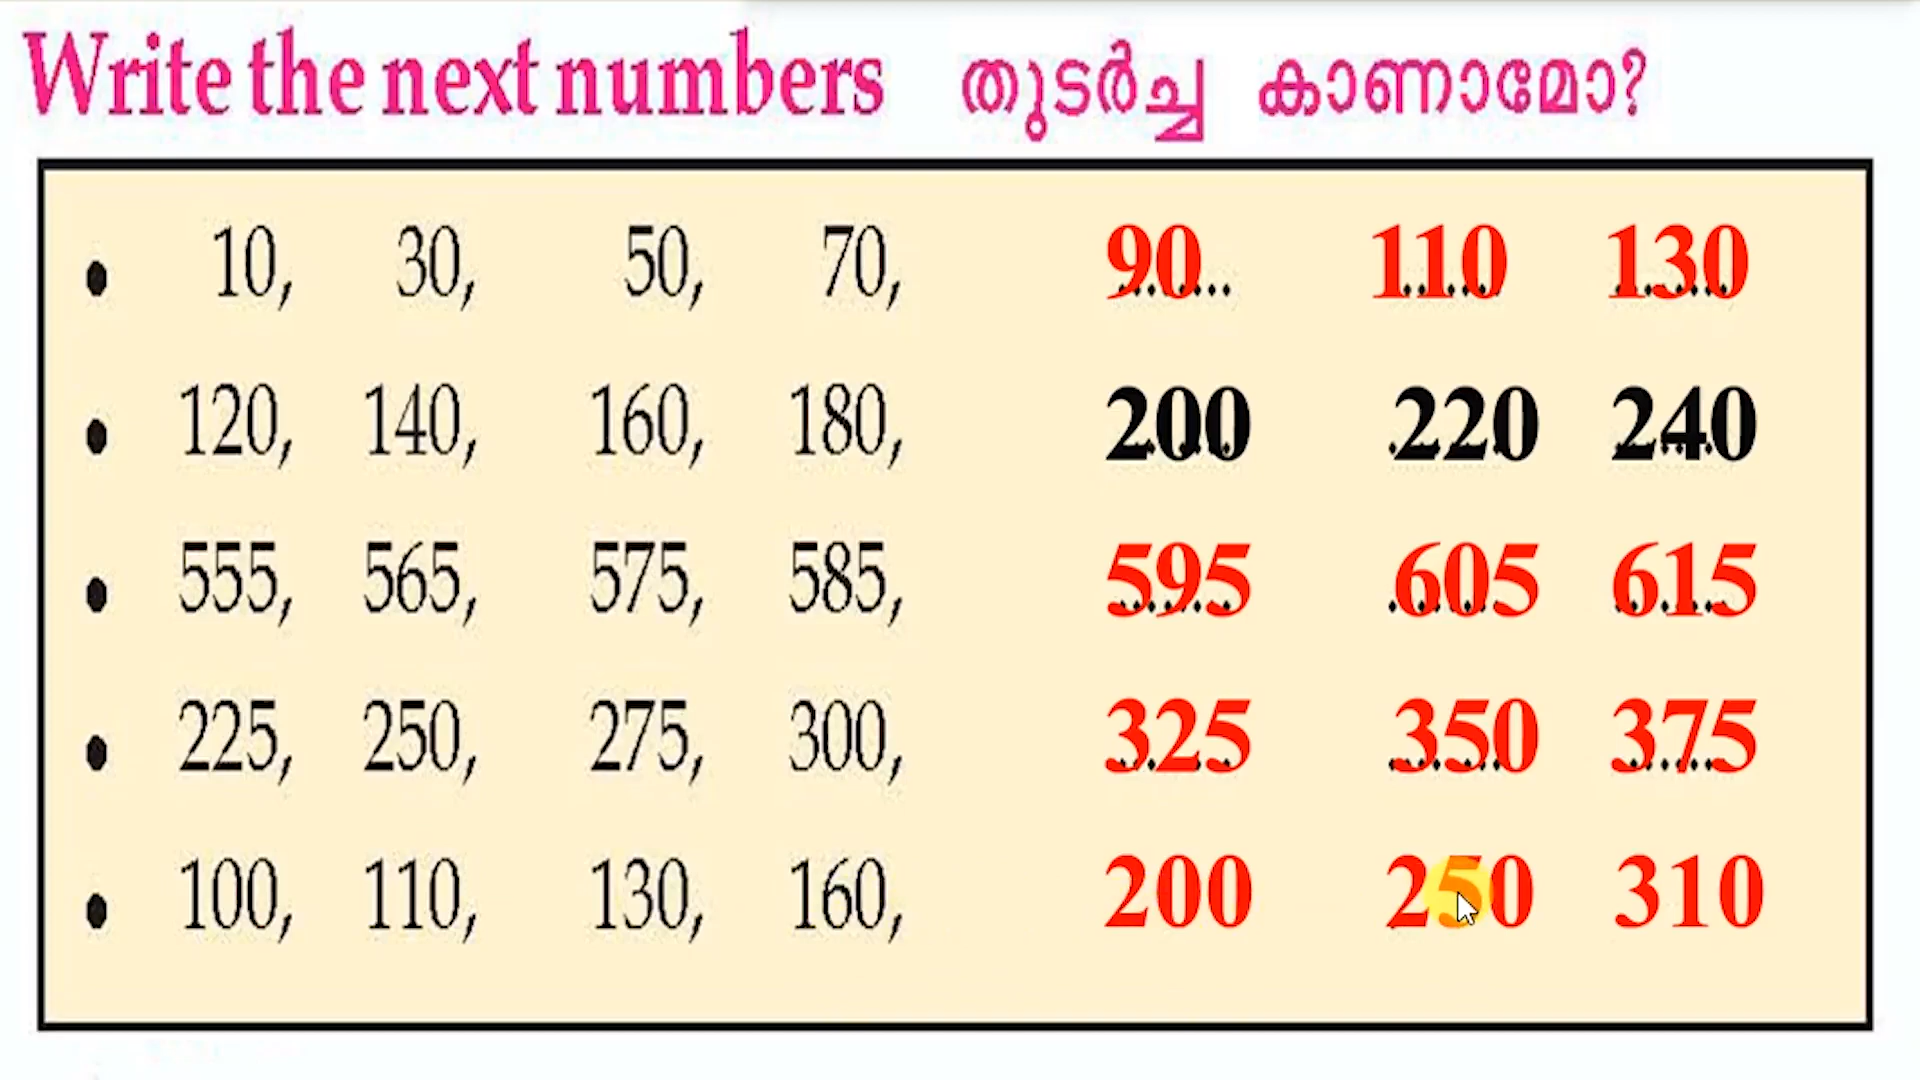 Write the next numbers തുടർച്ച കാണാമോ?
• 10, 30, 50, 70, 90 110 130
• 120, 140, 160, 180, 200 220 240
• 555, 565, 575, 585, 595 605 615
• 225, 250, 275, 300, 325 350 375
• 100, 110, 130, 160, 200 250 310